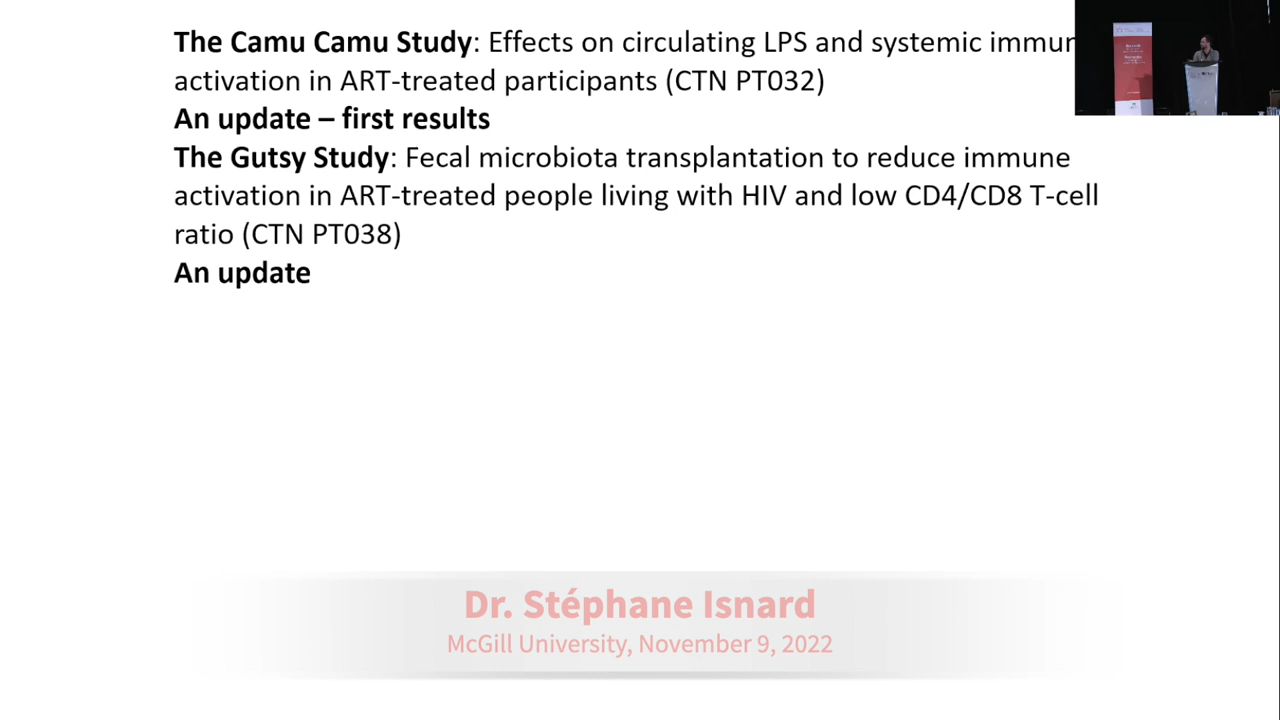 The Camu Camu Study: Effects on circulating LPS and systemic immun
activation in ART-treated participants (CTN PT032)
An update – first results
The Gutsy Study: Fecal microbiota transplantation to reduce immune
activation in ART-treated people living with HIV and low CD4/CD8 T-cell
ratio (CTN PT038)
An update
Dr. Stéphane Isnard
McGill University, November 9, 2022